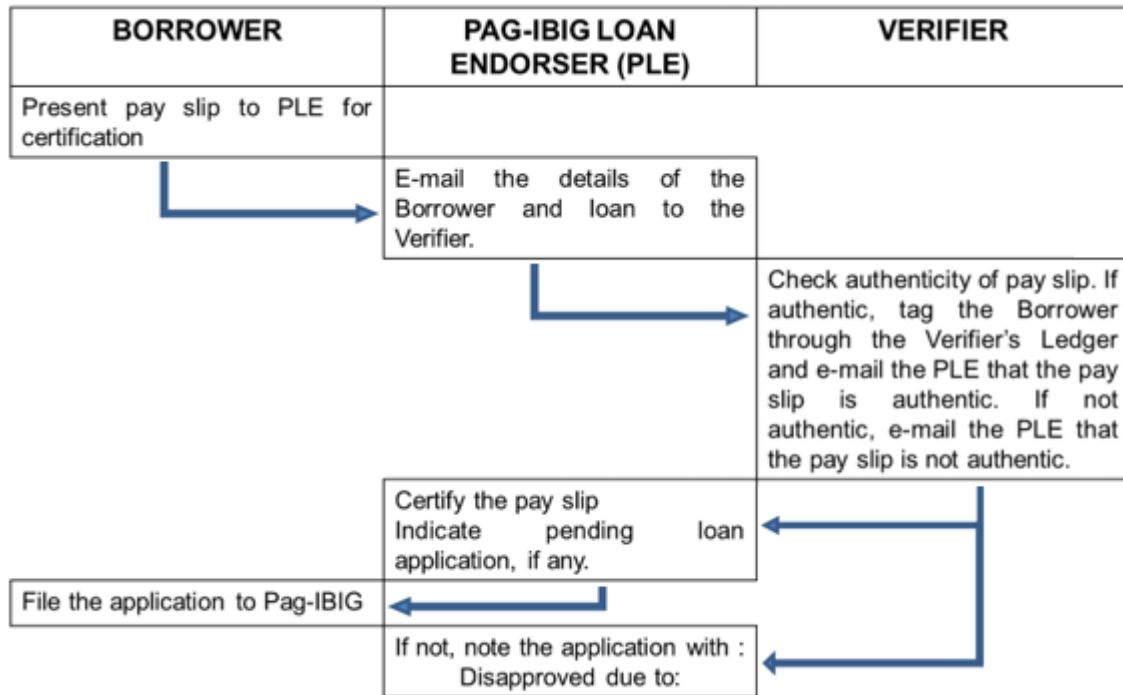 BORROWER
PAG-IBIG LOAN
ENDORSER (PLE)
VERIFIER
Present pay slip to PLE for
certification
E-mail the details of the
Borrower and loan to the
Verifier.
Check authenticity of pay slip. If
authentic, tag the Borrower
through the Verifier's Ledger
and e-mail the PLE that the pay
slip is authentic. If not
authentic, e-mail the PLE that
the pay slip is not authentic.
Certify the pay slip
Indicate pending loan
application, if any.
File the application to Pag-IBIG
If not, note the application with :
Disapproved due to: